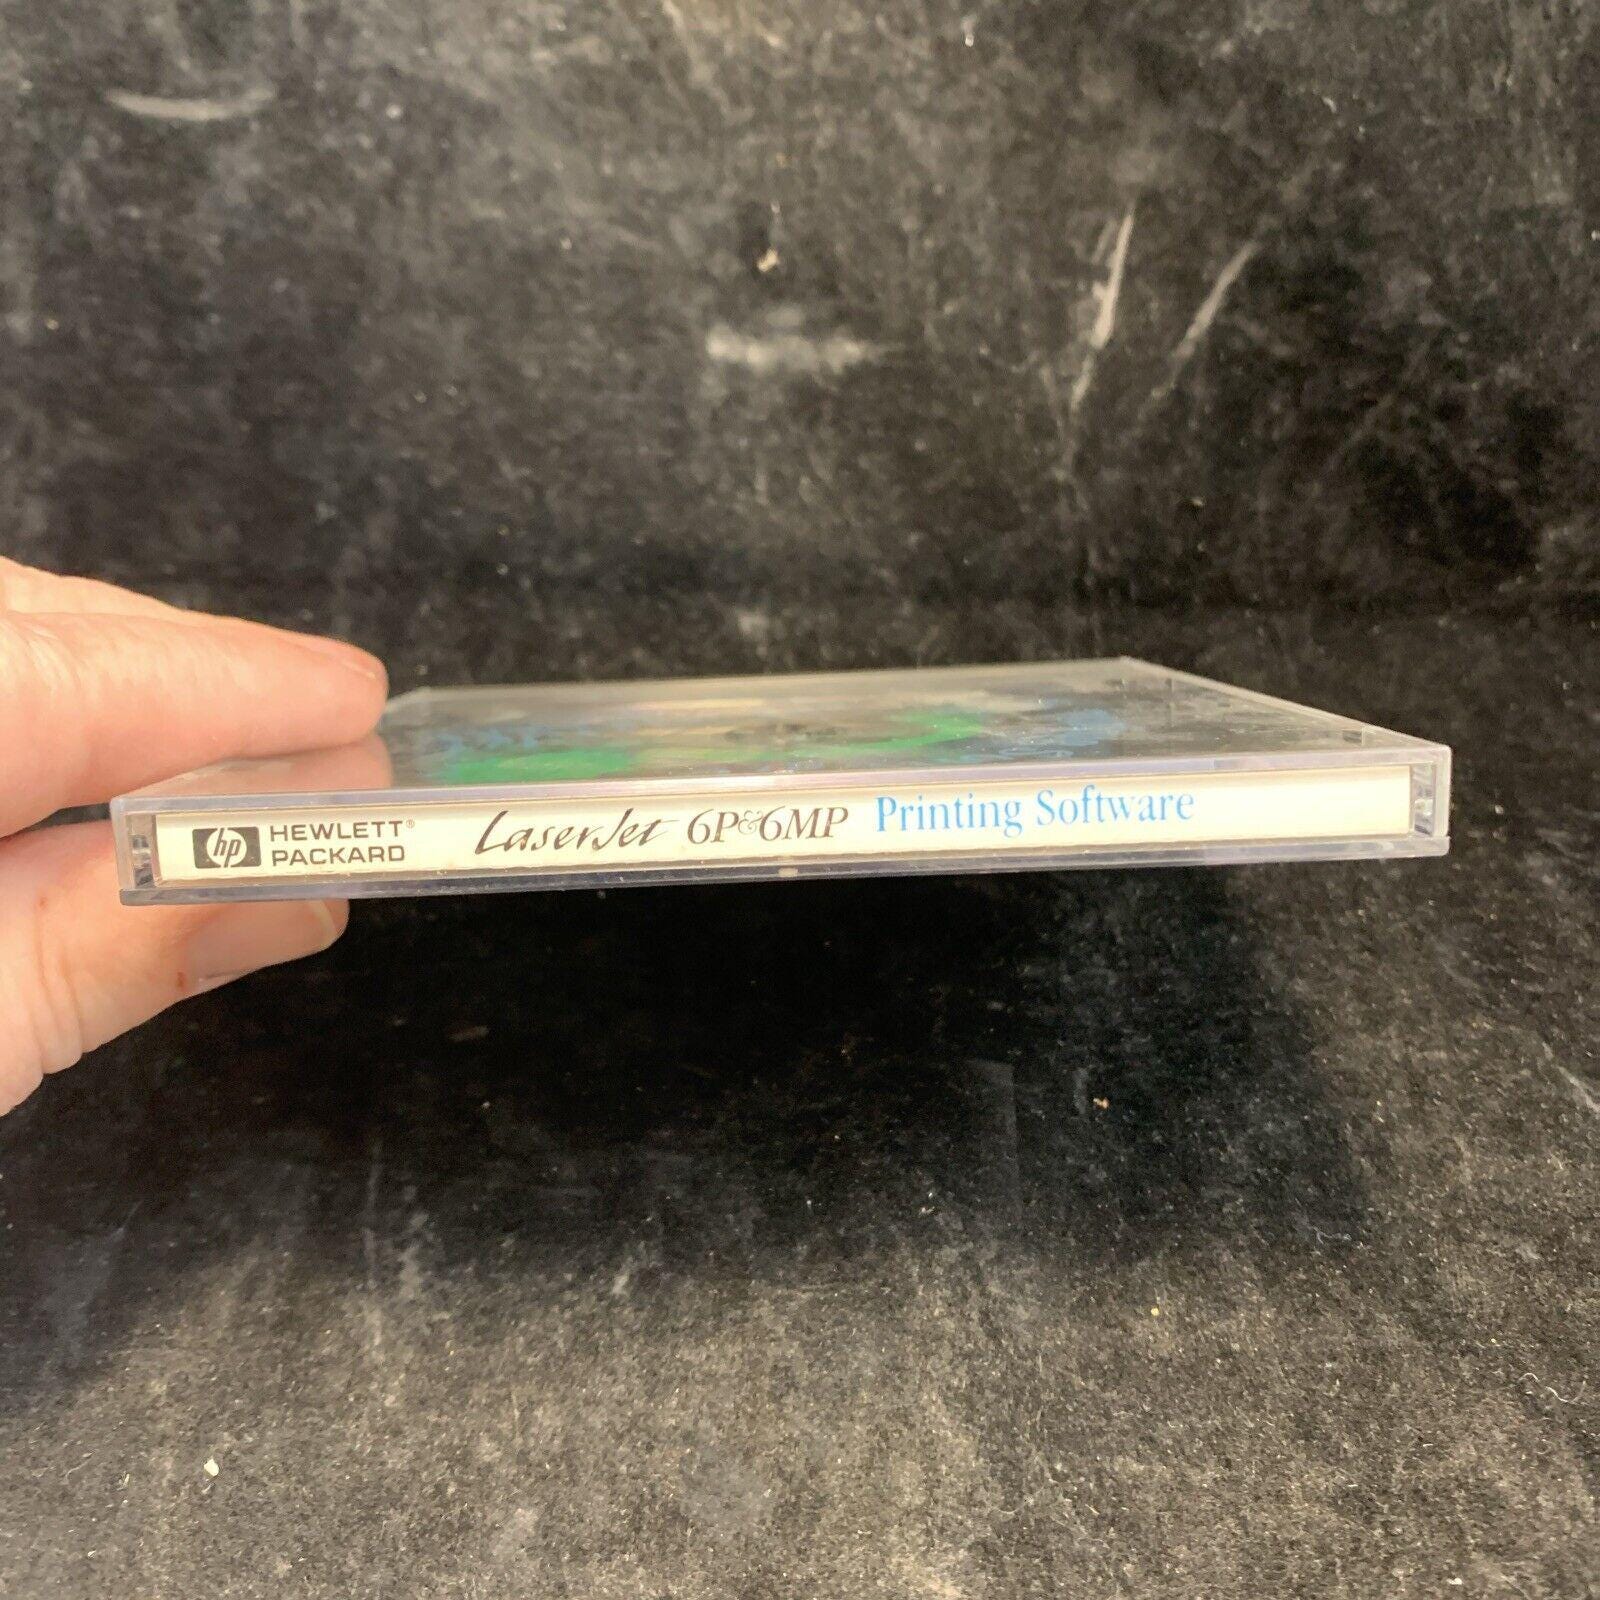 hp HEWLETT® PACKARD LaserJet 6P&6MP Printing Software